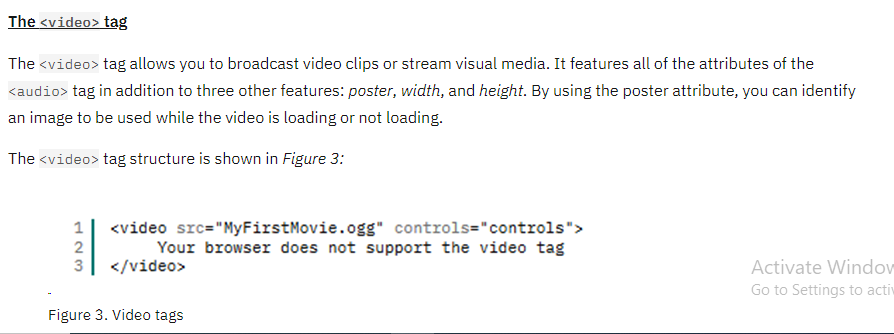 The <video> tag
The <video> tag allows you to broadcast video clips or stream visual media. It features all of the attributes of the
<audio> tag in addition to three other features: poster, width, and height. By using the poster attribute, you can identify
an image to be used while the video is loading or not loading.
The <video> tag structure is shown in Figure 3:
1 <video src="MyFirstMovie.ogg" controls="controls">
2 Your browser does not support the video tag
3 </video>
Activate Window
Go to Settings to activ
Figure 3. Video tags